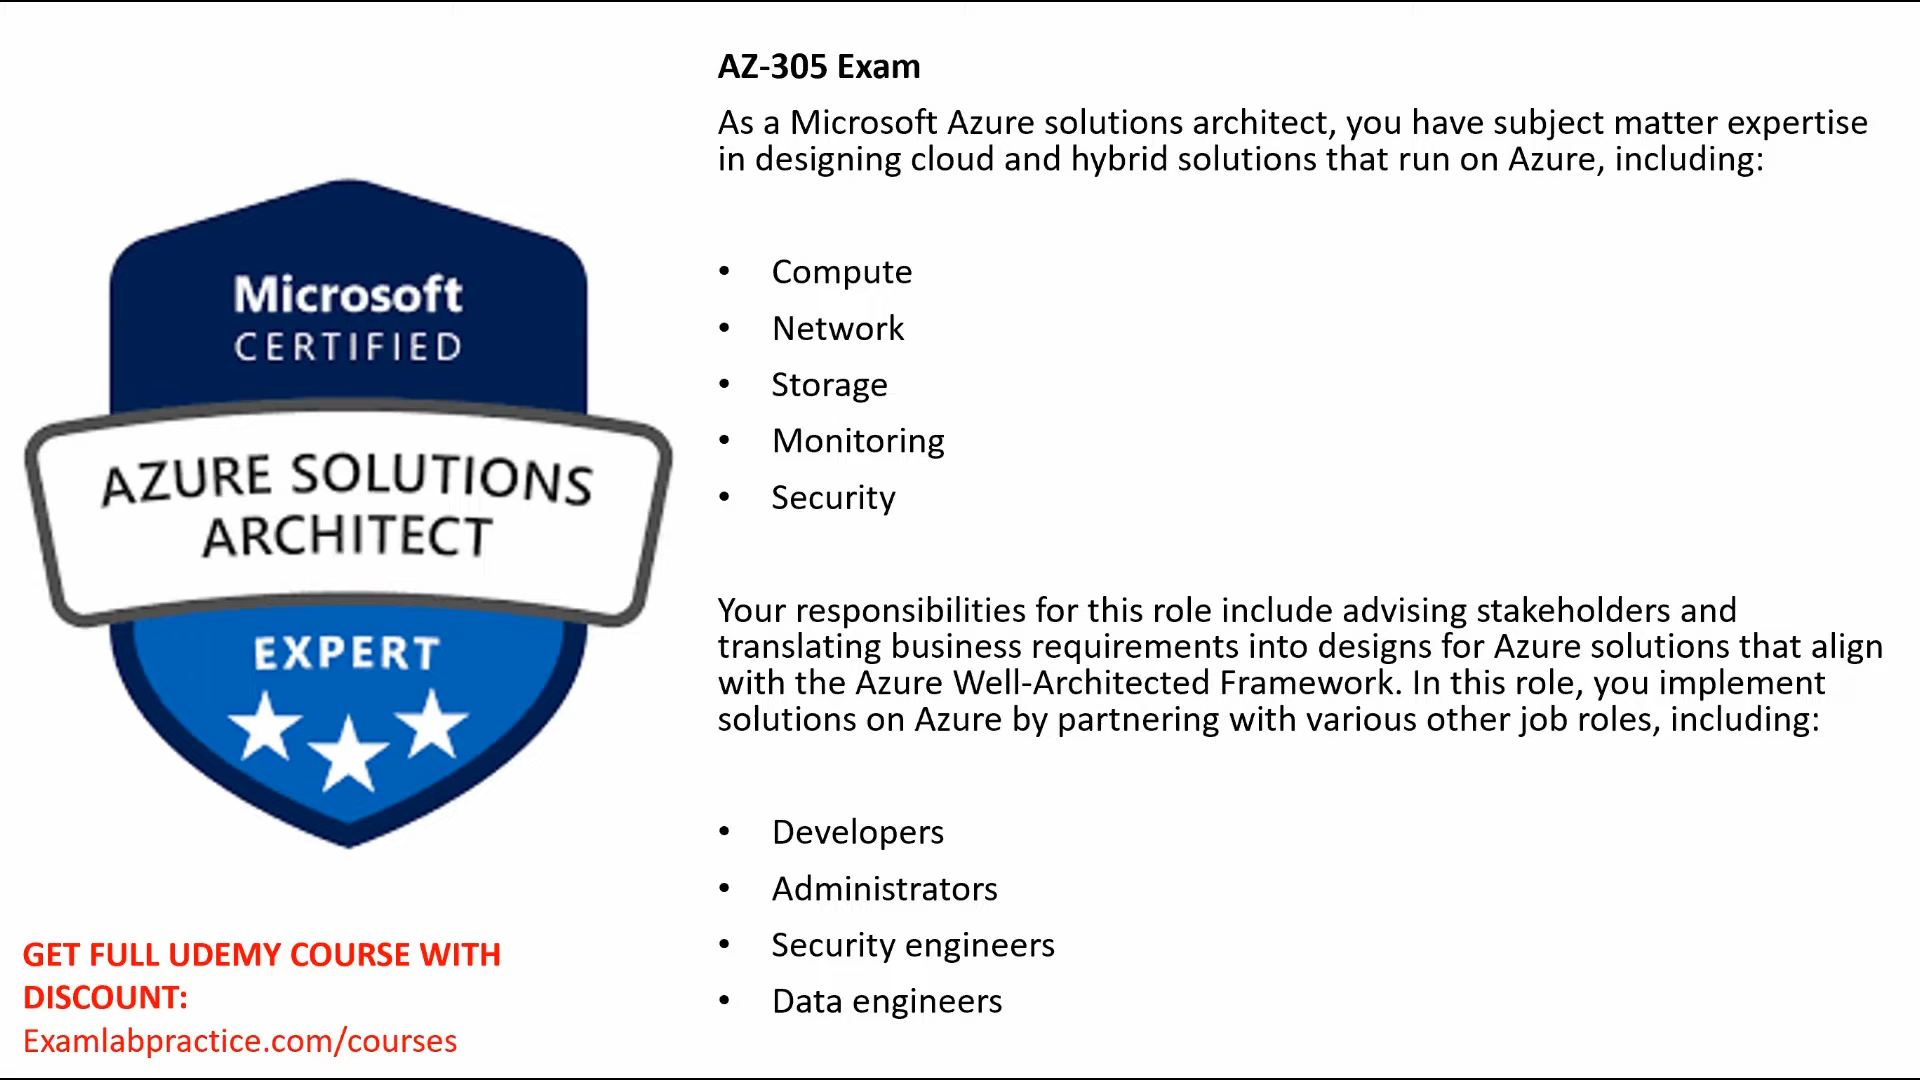 AZ-305 Exam
As a Microsoft Azure solutions architect, you have subject matter expertise
in designing cloud and hybrid solutions that run on Azure, including:
• Compute
• Network
• Storage
• Monitoring
• Security
Your responsibilities for this role include advising stakeholders and
translating business requirements into designs for Azure solutions that align
with the Azure Well-Architected Framework. In this role, you implement
solutions on Azure by partnering with various other job roles, including:
• Developers
• Administrators
• Security engineers
• Data engineers
Microsoft
CERTIFIED
AZURE SOLUTIONS
ARCHITECT
EXPERT
GET FULL UDEMY COURSE WITH
DISCOUNT:
Examlabpractice.com/courses